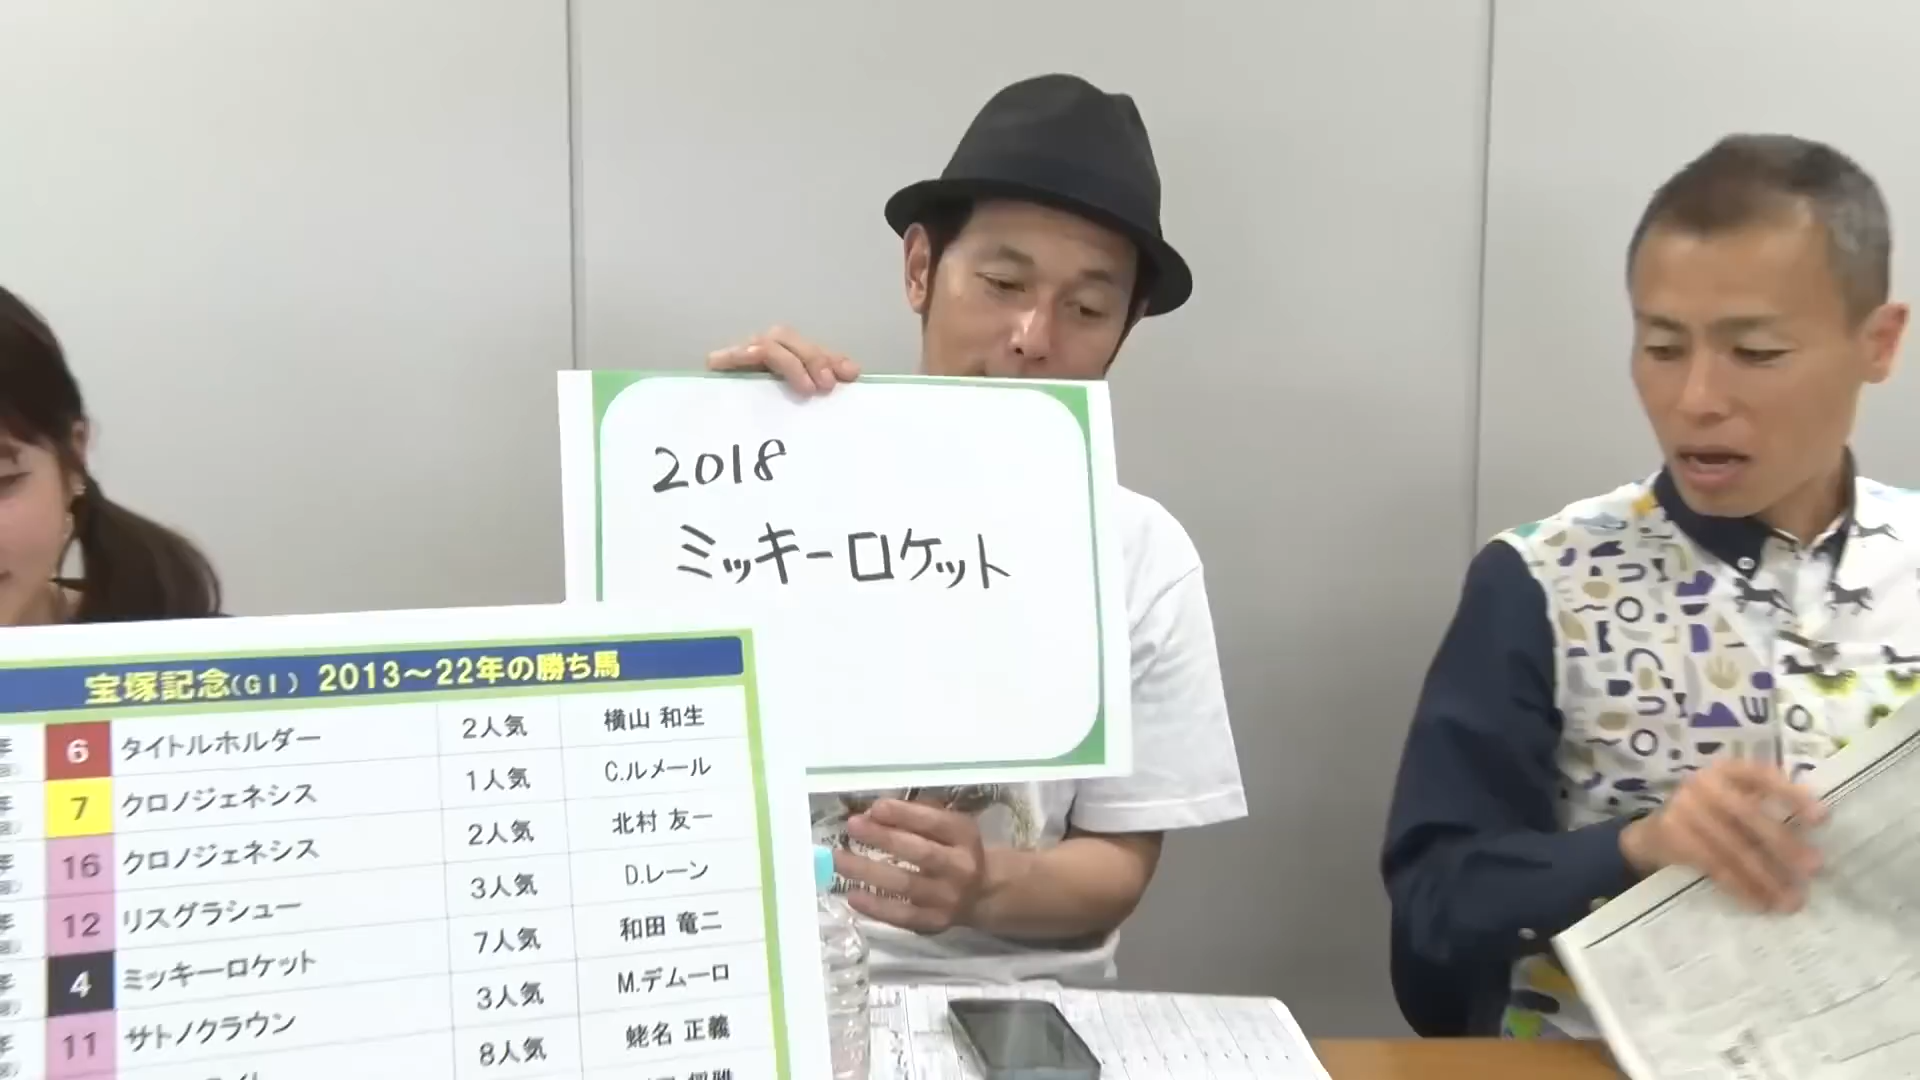 2018
ミッキーロケット
宝塚記念(GI) 2013～22年の勝ち馬
年 6 タイトルホルダー 2人気 横山 和生
年 7 クロノジェネシス 1人気 C.ルメール
年 16 クロノジェネシス 2人気 北村 友一
年 12 リスグラシュー 3人気 D.レーン
年 4 ミッキーロケット 7人気 和田 竜二
年 11 サトノクラウン 3人気 M.デムーロ
8人気 蛯名 正義